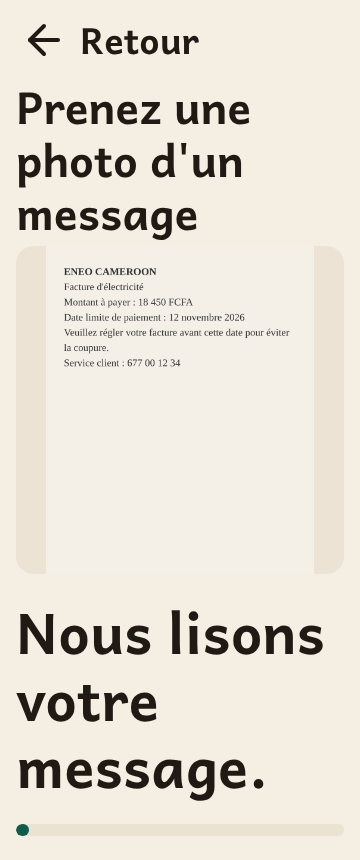 Retour
Prenez une
photo d'un
message
ENEO CAMEROON
Facture d'électricité
Montant à payer : 18 450 FCFA
Date limite de paiement : 12 novembre 2026
Veuillez régler votre facture avant cette date pour éviter
la coupure.
Service client : 677 00 12 34
Nous lisons
votre
message.